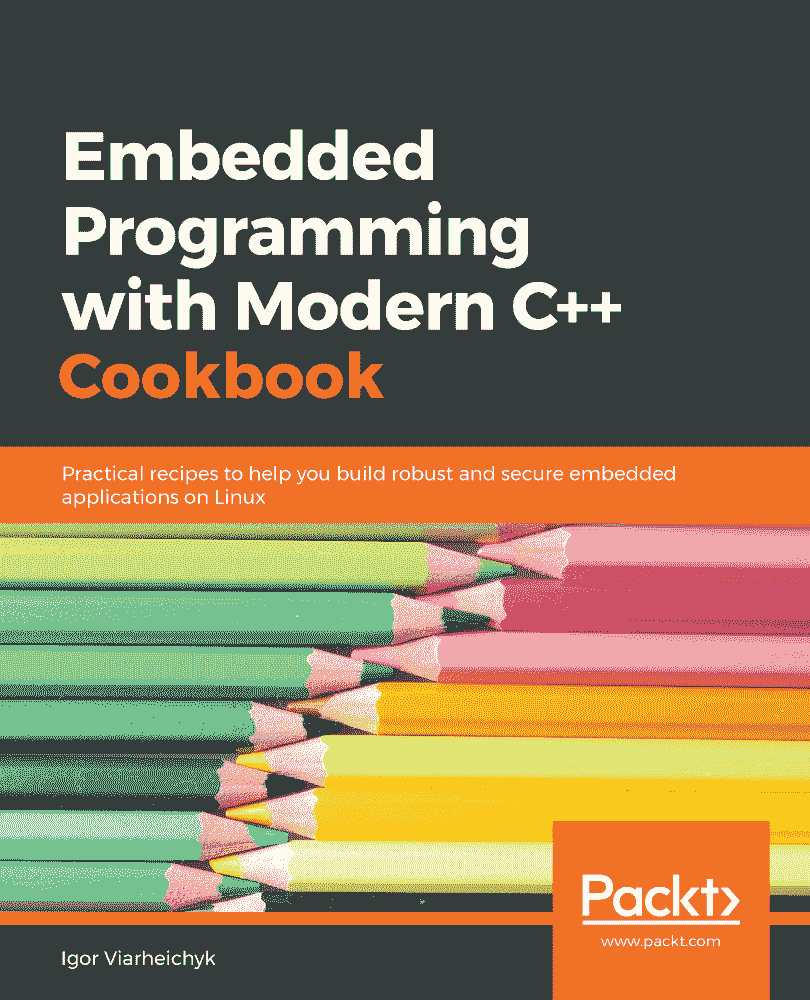 Embedded
Programming
with Modern C++
Cookbook
Practical recipes to help you build robust and secure embedded
applications on Linux
Packt>
www.packt.com
Igor Viarheichyk